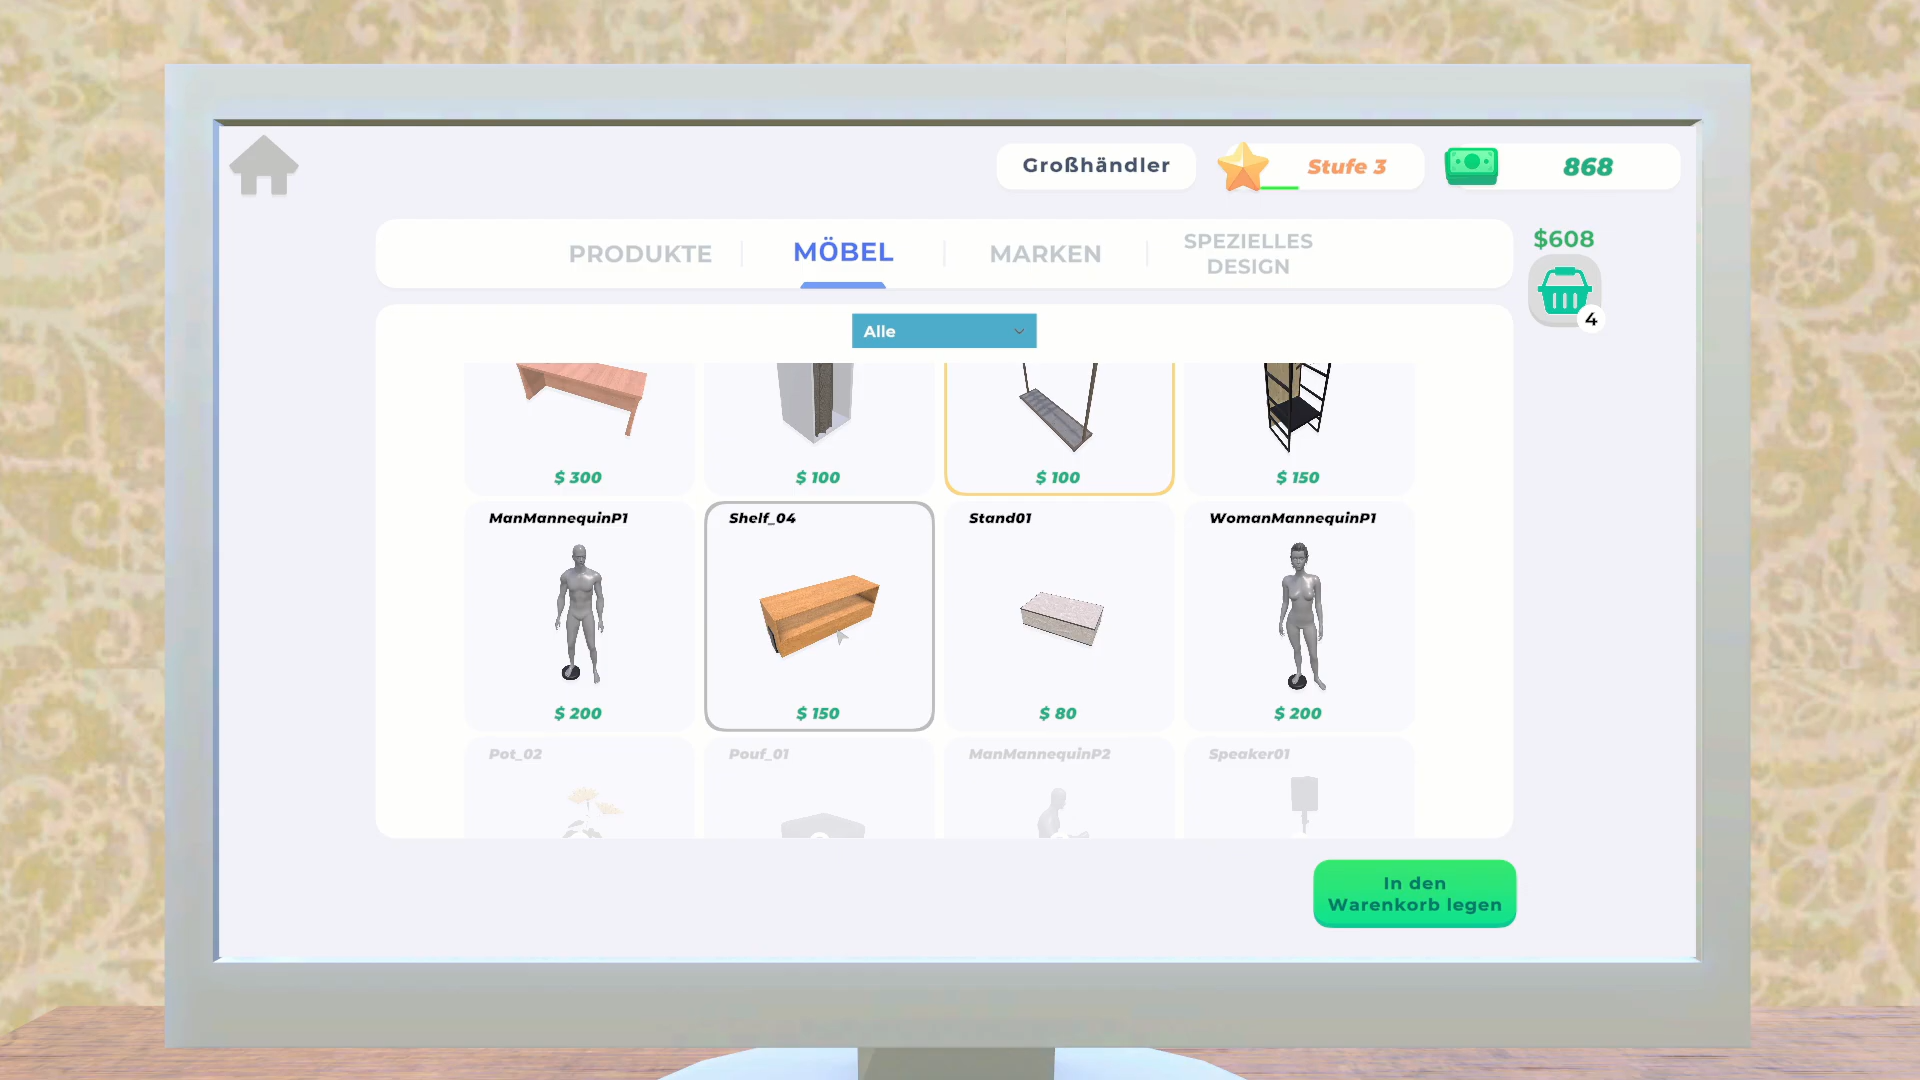 Großhändler
Stufe 3
868
PRODUKTE
MÖBEL
MARKEN
SPEZIELLES
DESIGN
$608
4
Alle
$ 300
$ 100
$ 100
$ 150
ManMannequinP1
Shelf_04
Stand01
WomanMannequinP1
$ 200
$ 150
$ 80
$ 200
Pot_02
Pouf_01
ManMannequinP2
Speaker01
In den
Warenkorb legen